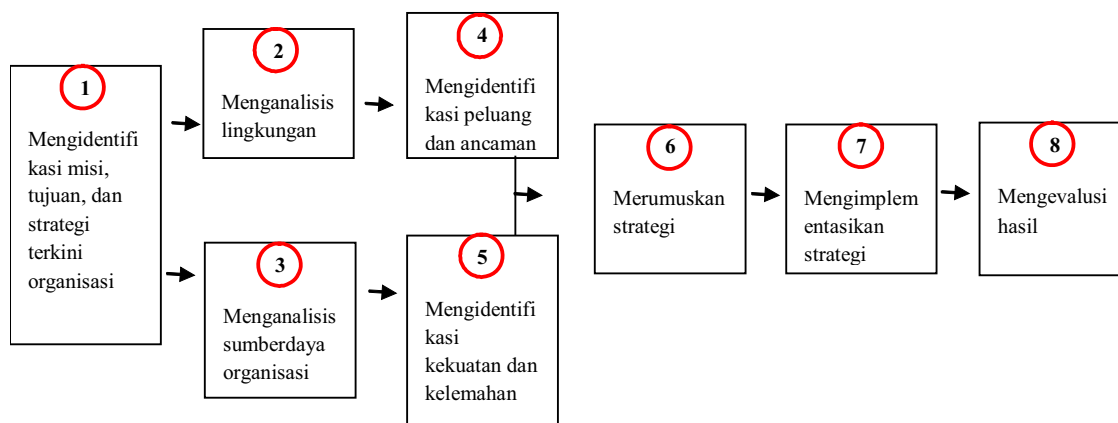 1
Mengidentifi
kasi misi,
tujuan, dan
strategi
terkini
organisasi
2
Menganalisis
lingkungan
3
Menganalisis
sumberdaya
organisasi
4
Mengidentifi
kasi peluang
dan ancaman
5
Mengidentifi
kasi
kekuatan dan
kelemahan
6
Merumuskan
strategi
7
Mengimplem
entasikan
strategi
8
Mengevalusi
hasil